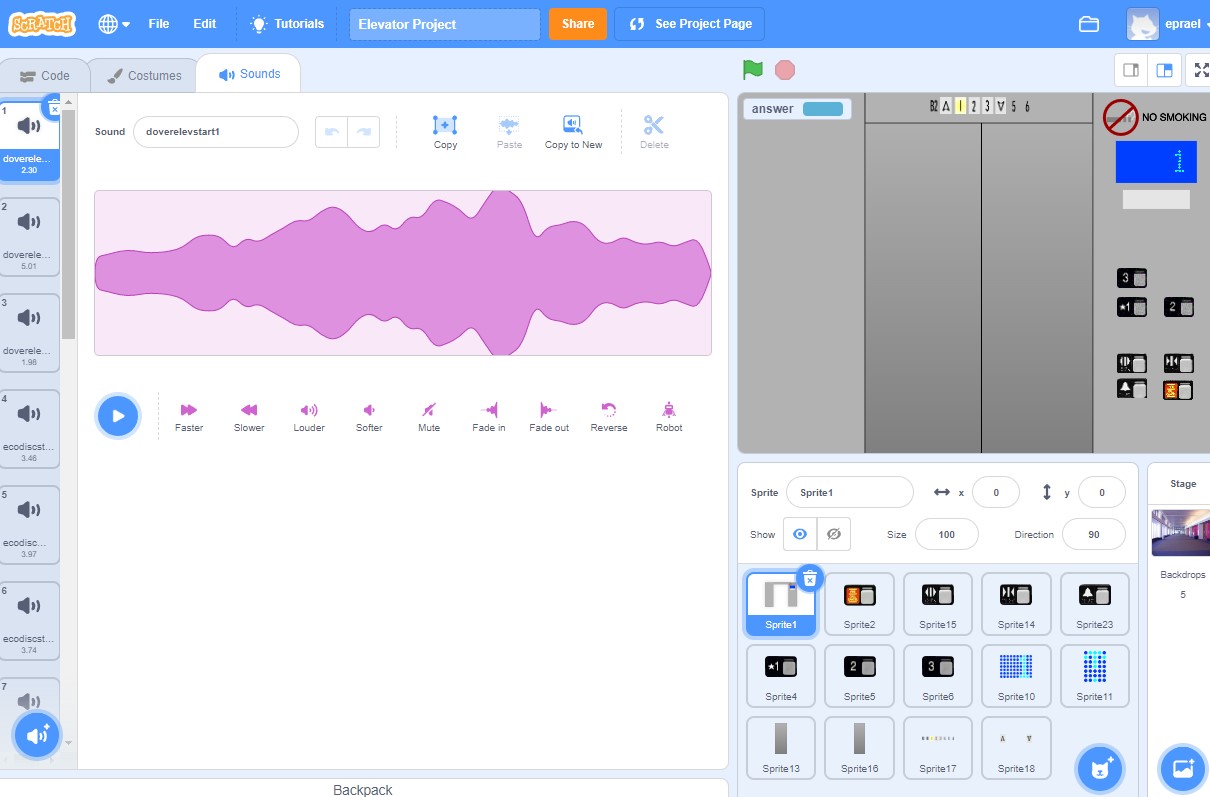 SCRATCH File Edit Tutorials Elevator Project Share See Project Page eprael
Code Costumes Sounds
1
doverele...
2.30
2
doverele...
5.01
3
doverele...
1.98
4
ecodiscst...
3.46
5
ecodisc...
3.97
6
ecodiscst...
3.74
7
Sound doverelevstart1
Copy Paste Copy to New Delete
Faster Slower Louder Softer Mute Fade in Fade out Reverse Robot
Backpack
answer
B2 1 2 3 5 6
NO SMOKING
1
3
★1 2
Sprite Sprite1 x 0 y 0
Show Size 100 Direction 90
Sprite1 Sprite2 Sprite15 Sprite14 Sprite23
★1 2 3
Sprite4 Sprite5 Sprite6 Sprite10 Sprite11
Sprite13 Sprite16 Sprite17 Sprite18
Stage
Backdrops
5